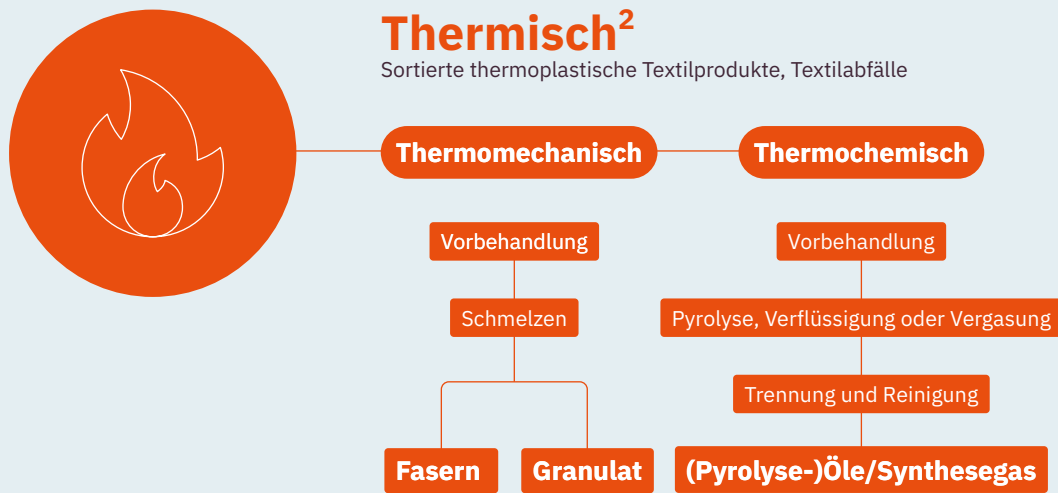 Thermisch²
Sortierte thermoplastische Textilprodukte, Textilabfälle
Thermomechanisch
Thermochemisch
Vorbehandlung
Schmelzen
Fasern
Granulat
Vorbehandlung
Pyrolyse, Verflüssigung oder Vergasung
Trennung und Reinigung
(Pyrolyse-)Öle/Synthesegas